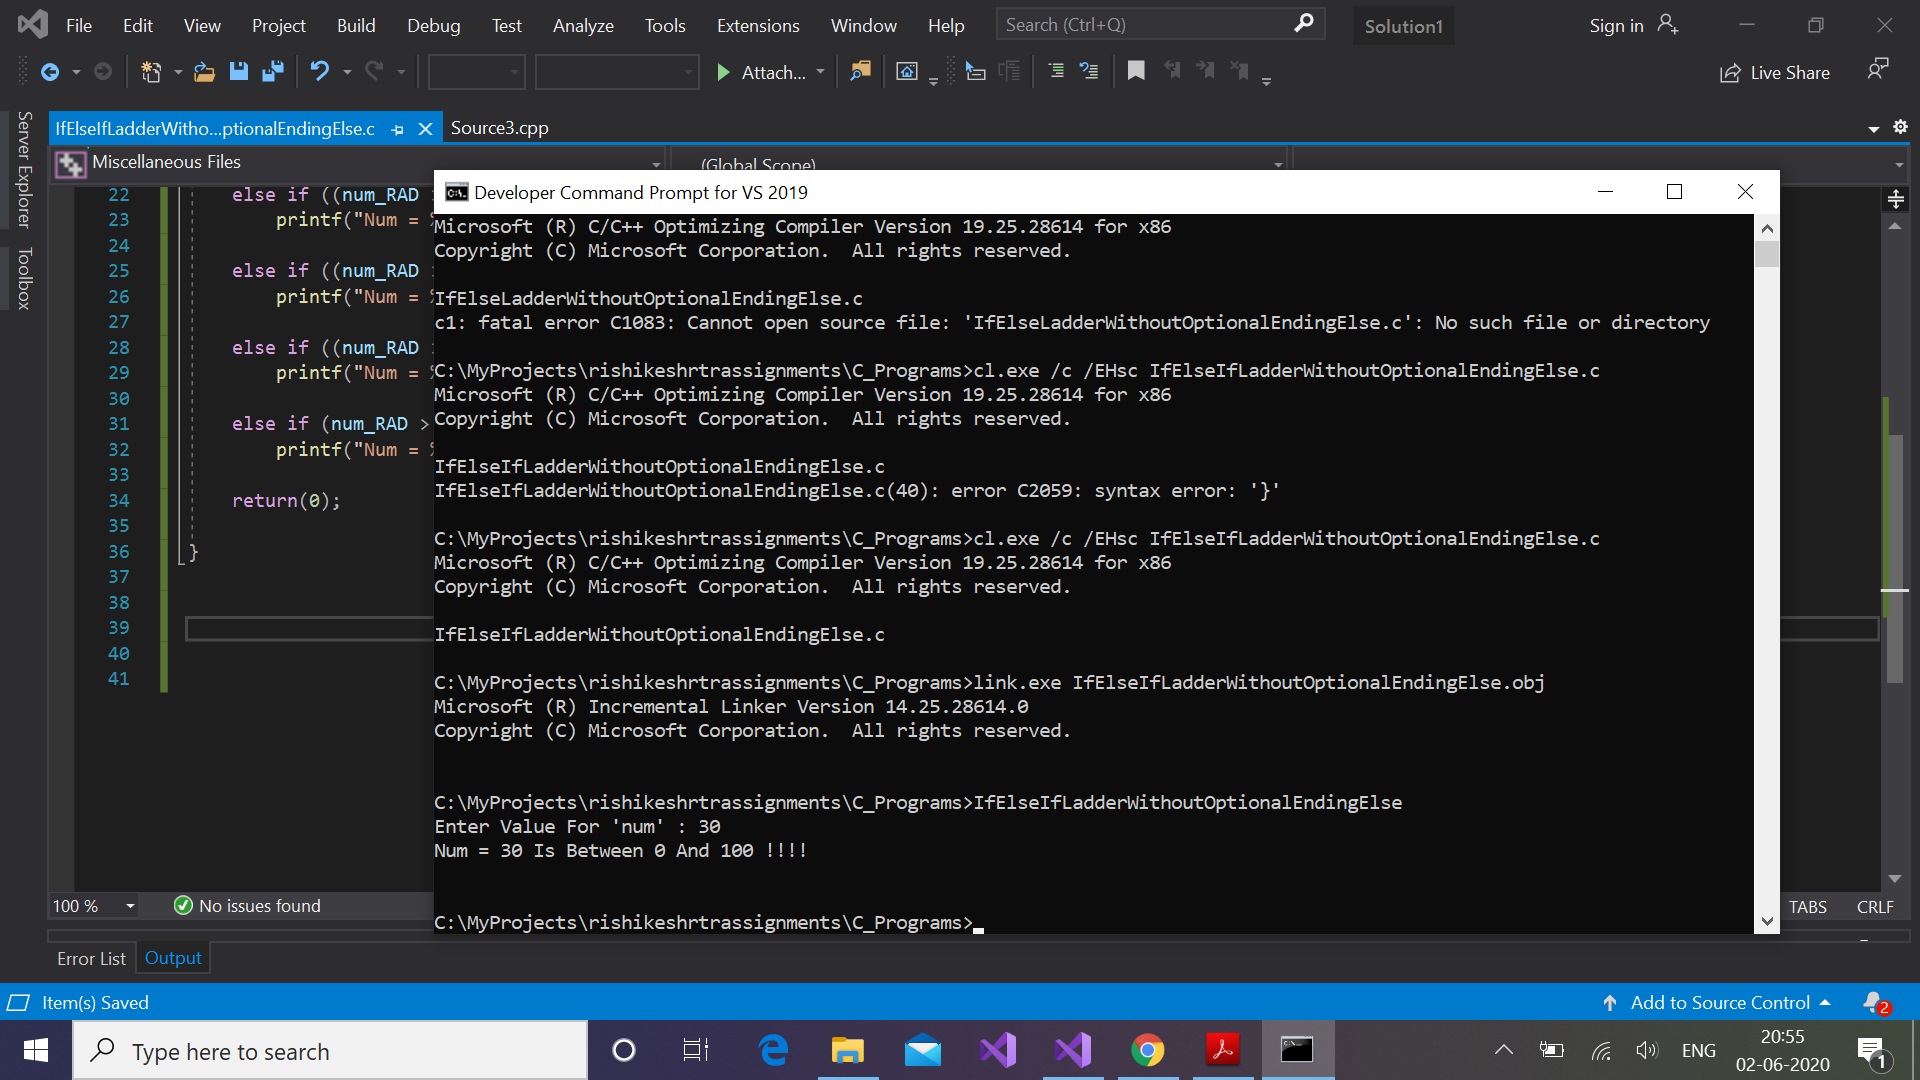 File Edit View Project Build Debug Test Analyze Tools Extensions Window Help Search (Ctrl+Q) Solution1 Sign in
Attach... Live Share
Server Explorer
Toolbox
IfElseIfLadderWitho...ptionalEndingElse.c Source3.cpp
Miscellaneous Files (Global Scope)
22 else if ((num_RAD
23 printf("Num = %
24
25 else if ((num_RAD
26 printf("Num = %
27
28 else if ((num_RAD
29 printf("Num = %
30
31 else if (num_RAD >
32 printf("Num = %
33
34 return(0);
35
36 }
37
38
39
40
41
Developer Command Prompt for VS 2019
Microsoft (R) C/C++ Optimizing Compiler Version 19.25.28614 for x86
Copyright (C) Microsoft Corporation.  All rights reserved.
IfElseLadderWithoutOptionalEndingElse.c
c1: fatal error C1083: Cannot open source file: 'IfElseLadderWithoutOptionalEndingElse.c': No such file or directory
C:\MyProjects\rishikeshrtrassignments\C_Programs>cl.exe /c /EHsc IfElseIfLadderWithoutOptionalEndingElse.c
Microsoft (R) C/C++ Optimizing Compiler Version 19.25.28614 for x86
Copyright (C) Microsoft Corporation.  All rights reserved.
IfElseIfLadderWithoutOptionalEndingElse.c
IfElseIfLadderWithoutOptionalEndingElse.c(40): error C2059: syntax error: '}'
C:\MyProjects\rishikeshrtrassignments\C_Programs>cl.exe /c /EHsc IfElseIfLadderWithoutOptionalEndingElse.c
Microsoft (R) C/C++ Optimizing Compiler Version 19.25.28614 for x86
Copyright (C) Microsoft Corporation.  All rights reserved.
IfElseIfLadderWithoutOptionalEndingElse.c
C:\MyProjects\rishikeshrtrassignments\C_Programs>link.exe IfElseIfLadderWithoutOptionalEndingElse.obj
Microsoft (R) Incremental Linker Version 14.25.28614.0
Copyright (C) Microsoft Corporation.  All rights reserved.
C:\MyProjects\rishikeshrtrassignments\C_Programs>IfElseIfLadderWithoutOptionalEndingElse
Enter Value For 'num' : 30
Num = 30 Is Between 0 And 100 !!!!
C:\MyProjects\rishikeshrtrassignments\C_Programs>
100 % No issues found TABS CRLF
Error List Output
Item(s) Saved Add to Source Control 2
Type here to search ENG 20:55
02-06-2020 1